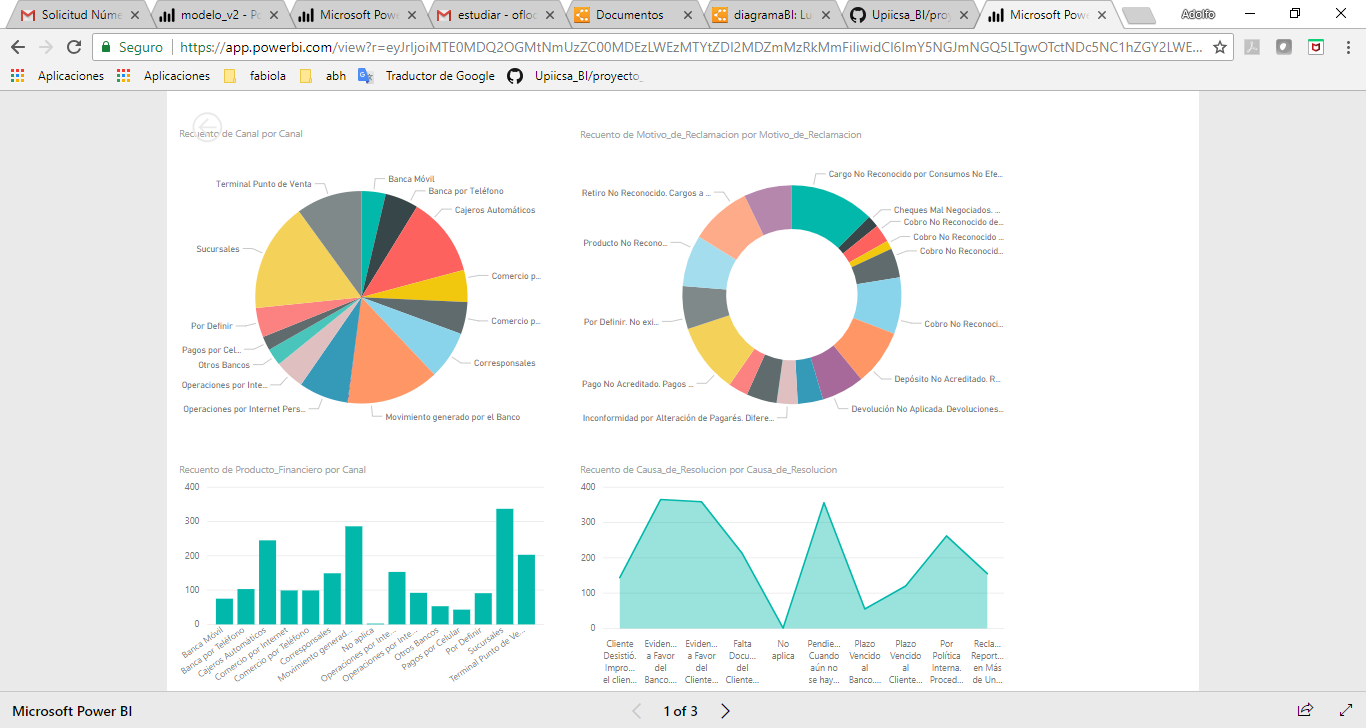 Solicitud Núme
modelo_v2 - Po
Microsoft Powe
estudiar - ofloc
Documentos
diagramaBI: Lu
Upiicsa_BI/proy
Microsoft Powe
Adolfo
Seguro
Aplicaciones
Aplicaciones
fabiola
abh
Traductor de Google
Upiicsa_BI/proyecto_
Recuento de Canal por Canal
Terminal Punto de Venta
Banca Móvil
Banca por Teléfono
Cajeros Automáticos
Sucursales
Comercio p...
Por Definir
Comercio p...
Pagos por Cel...
Otros Bancos
Corresponsales
Operaciones por Inte...
Operaciones por Internet Pers...
Movimiento generado por el Banco
Recuento de Motivo_de_Reclamacion por Motivo_de_Reclamacion
Cargo No Reconocido por Consumos No Efe...
Retiro No Reconocido. Cargos a ...
Cheques Mal Negociados. ...
Cobro No Reconocido de...
Cobro No Reconocido ...
Producto No Recono...
Cobro No Reconocid...
Por Definir. No exi...
Cobro No Reconoci...
Depósito No Acreditado. R...
Pago No Acreditado. Pagos ...
Devolución No Aplicada. Devoluciones...
Inconformidad por Alteración de Pagarés. Difere...
Recuento de Producto_Financiero por Canal
400
300
200
100
0
Banca Móvil
Banca por Teléfono
Cajeros Automáticos
Comercio por Internet
Comercio por Teléfono
Corresponsales
Movimiento generad...
No aplica
Operaciones por Inte...
Operaciones por Inte...
Otros Bancos
Pagos por Celular
Por Definir
Sucursales
Terminal Punto de Ve...
Recuento de Causa_de_Resolucion por Causa_de_Resolucion
400
300
200
100
0
Cliente Eviden... Eviden... Falta No Pendie... Plazo Plazo Por Recla...
Desistió. a Favor a Favor Docu... aplica Cuando Vencido Vencido Política Report...
Impro... del del del aún no al al Interna. en Más
el clien... Banco.... Cliente... Cliente... se hay... Banco.... Cliente... Proced... de Un...
Microsoft Power BI
1 of 3